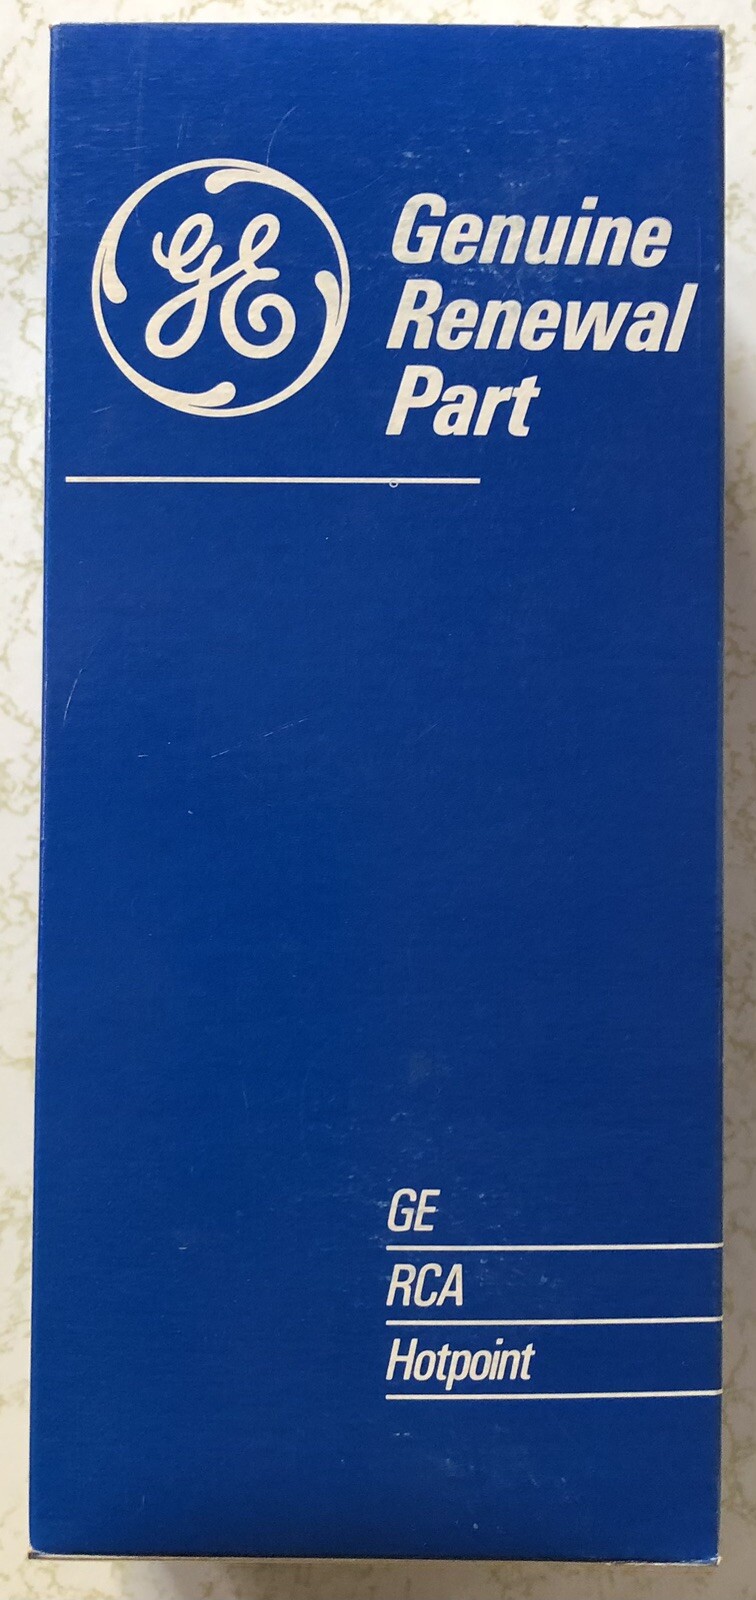 GE
Genuine
Renewal
Part
GE
RCA
Hotpoint